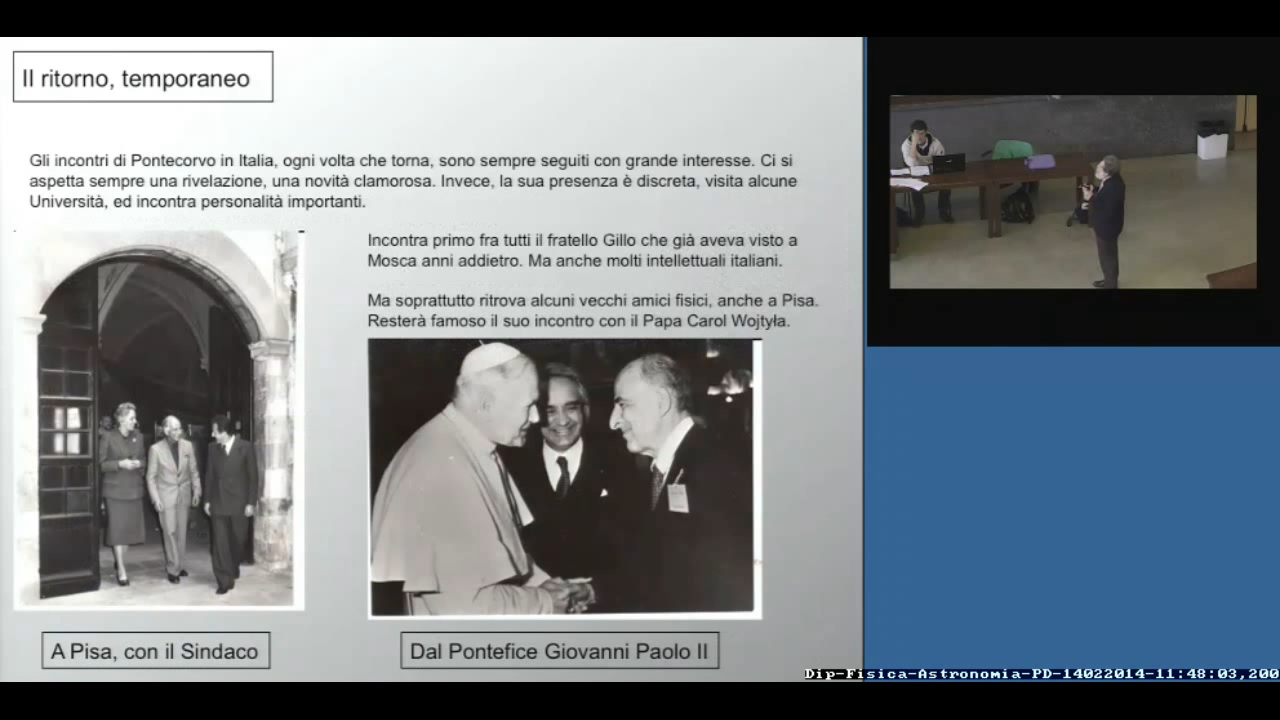 Il ritorno, temporaneo
Gli incontri di Pontecorvo in Italia, ogni volta che torna, sono sempre seguiti con grande interesse. Ci si
aspetta sempre una rivelazione, una novità clamorosa. Invece, la sua presenza è discreta, visita alcune
Università, ed incontra personalità importanti.
Incontra primo fra tutti il fratello Gillo che già aveva visto a
Mosca anni addietro. Ma anche molti intellettuali italiani.
Ma soprattutto ritrova alcuni vecchi amici fisici, anche a Pisa.
Resterà famoso il suo incontro con il Papa Carol Wojtyła.
A Pisa, con il Sindaco
Dal Pontefice Giovanni Paolo II
Dip-Fisica-Astronomia-PD-14022014-11:48:03,200